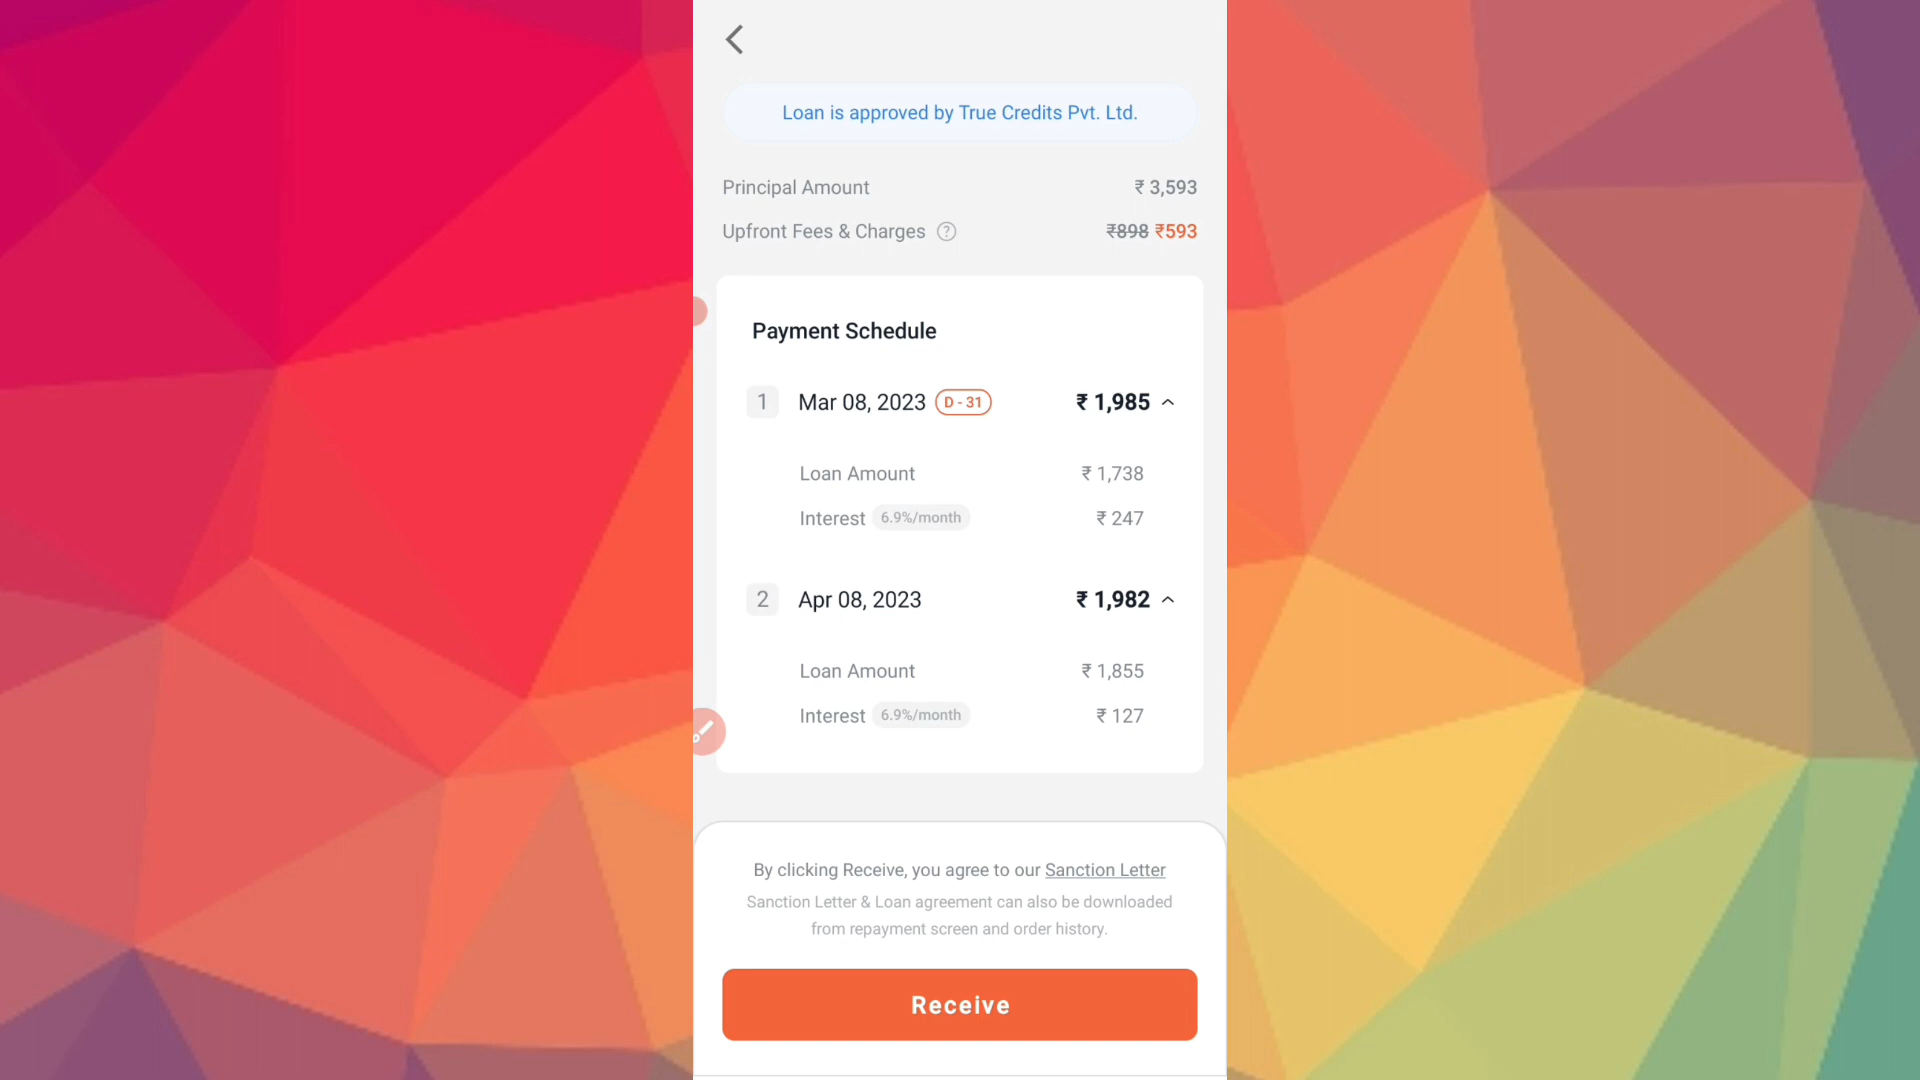 Loan is approved by True Credits Pvt. Ltd.
Principal Amount ₹ 3,593
Upfront Fees & Charges ? ₹898 ₹593
Payment Schedule
1 Mar 08, 2023 D - 31 ₹ 1,985
Loan Amount ₹ 1,738
Interest 6.9%/month ₹ 247
2 Apr 08, 2023 ₹ 1,982
Loan Amount ₹ 1,855
Interest 6.9%/month ₹ 127
By clicking Receive, you agree to our Sanction Letter
Sanction Letter & Loan agreement can also be downloaded
from repayment screen and order history.
Receive